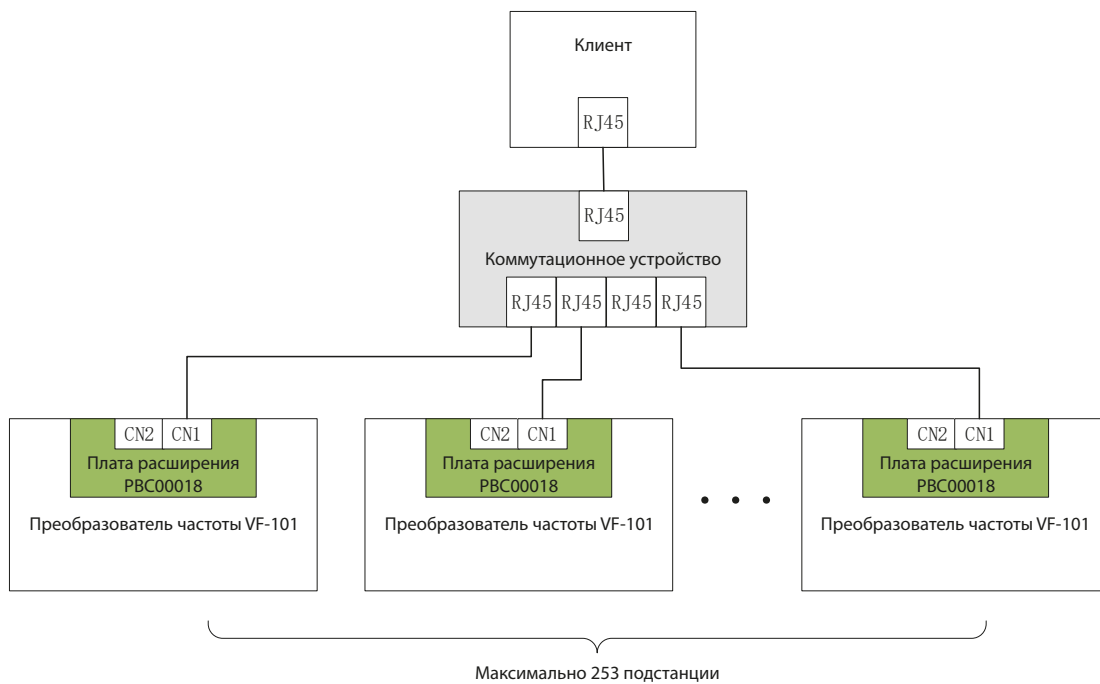 Клиент
RJ45
RJ45
Коммутационное устройство
RJ45 RJ45 RJ45 RJ45
CN2 CN1 CN2 CN1 CN2 CN1
Плата расширения Плата расширения Плата расширения
PBC00018 PBC00018 PBC00018
Преобразователь частоты VF-101 Преобразователь частоты VF-101 Преобразователь частоты VF-101
Максимально 253 подстанции